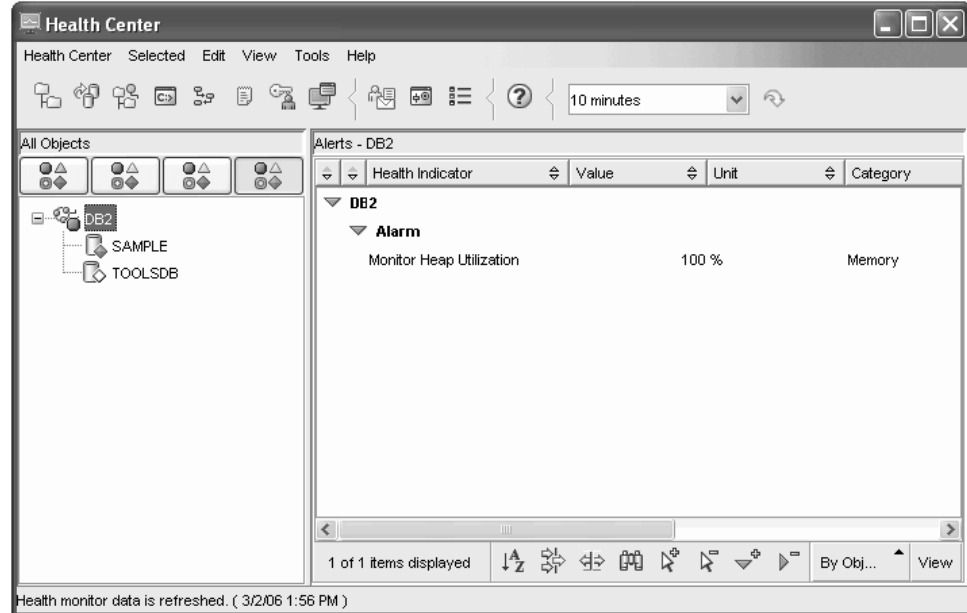 Health Center
Health Center Selected Edit View Tools Help
10 minutes
All Objects
Alerts - DB2
Health Indicator Value Unit Category
DB2
SAMPLE
TOOLSDB
DB2
Alarm
Monitor Heap Utilization 100 % Memory
1 of 1 items displayed
By Obj... View
Health monitor data is refreshed. ( 3/2/06 1:56 PM )